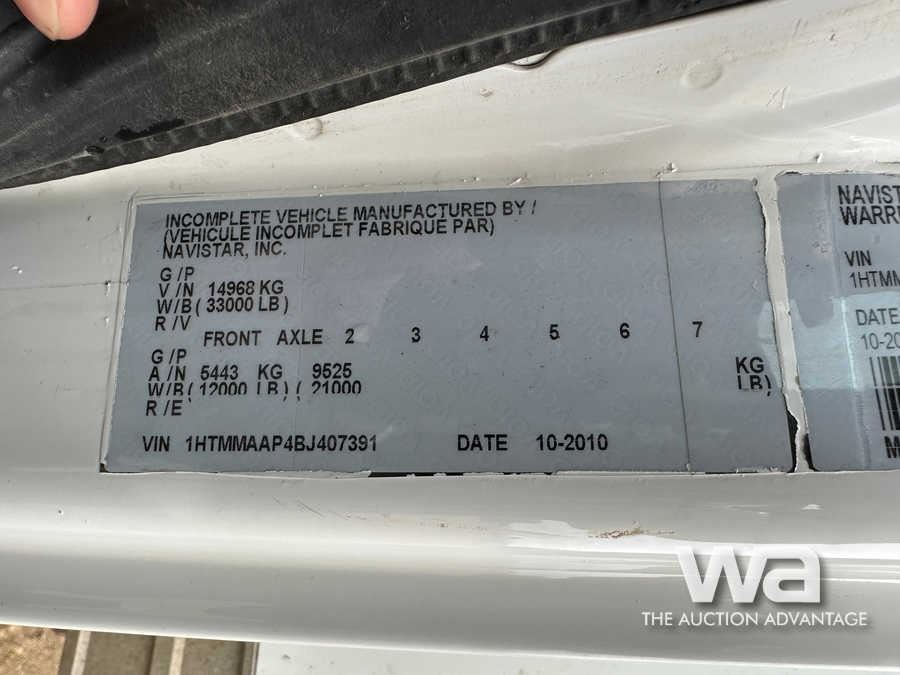 INCOMPLETE VEHICLE MANUFACTURED BY /
(VEHICULE INCOMPLET FABRIQUE PAR)
NAVISTAR, INC.
G /P
V / N 14968 KG
W/B ( 33000 LB )
R / V
FRONT AXLE 2 3 4 5 6 7
G /P
A / N 5443 KG 9525 KG
W/B ( 12000 LB ) ( 21000 LB )
R /E
VIN 1HTMMAAP4BJ407391 DATE 10-2010
NAVIST
WARR
VIN
1HTMM
DATE
10-20
M
wa
THE AUCTION ADVANTAGE